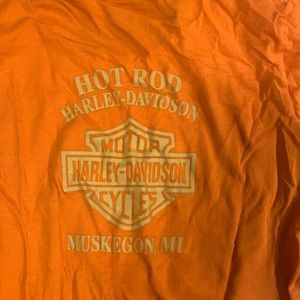 HOT ROD
HARLEY-DAVIDSON
MOTOR
HARLEY-DAVIDSON
CYCLES
MUSKEGON, MI